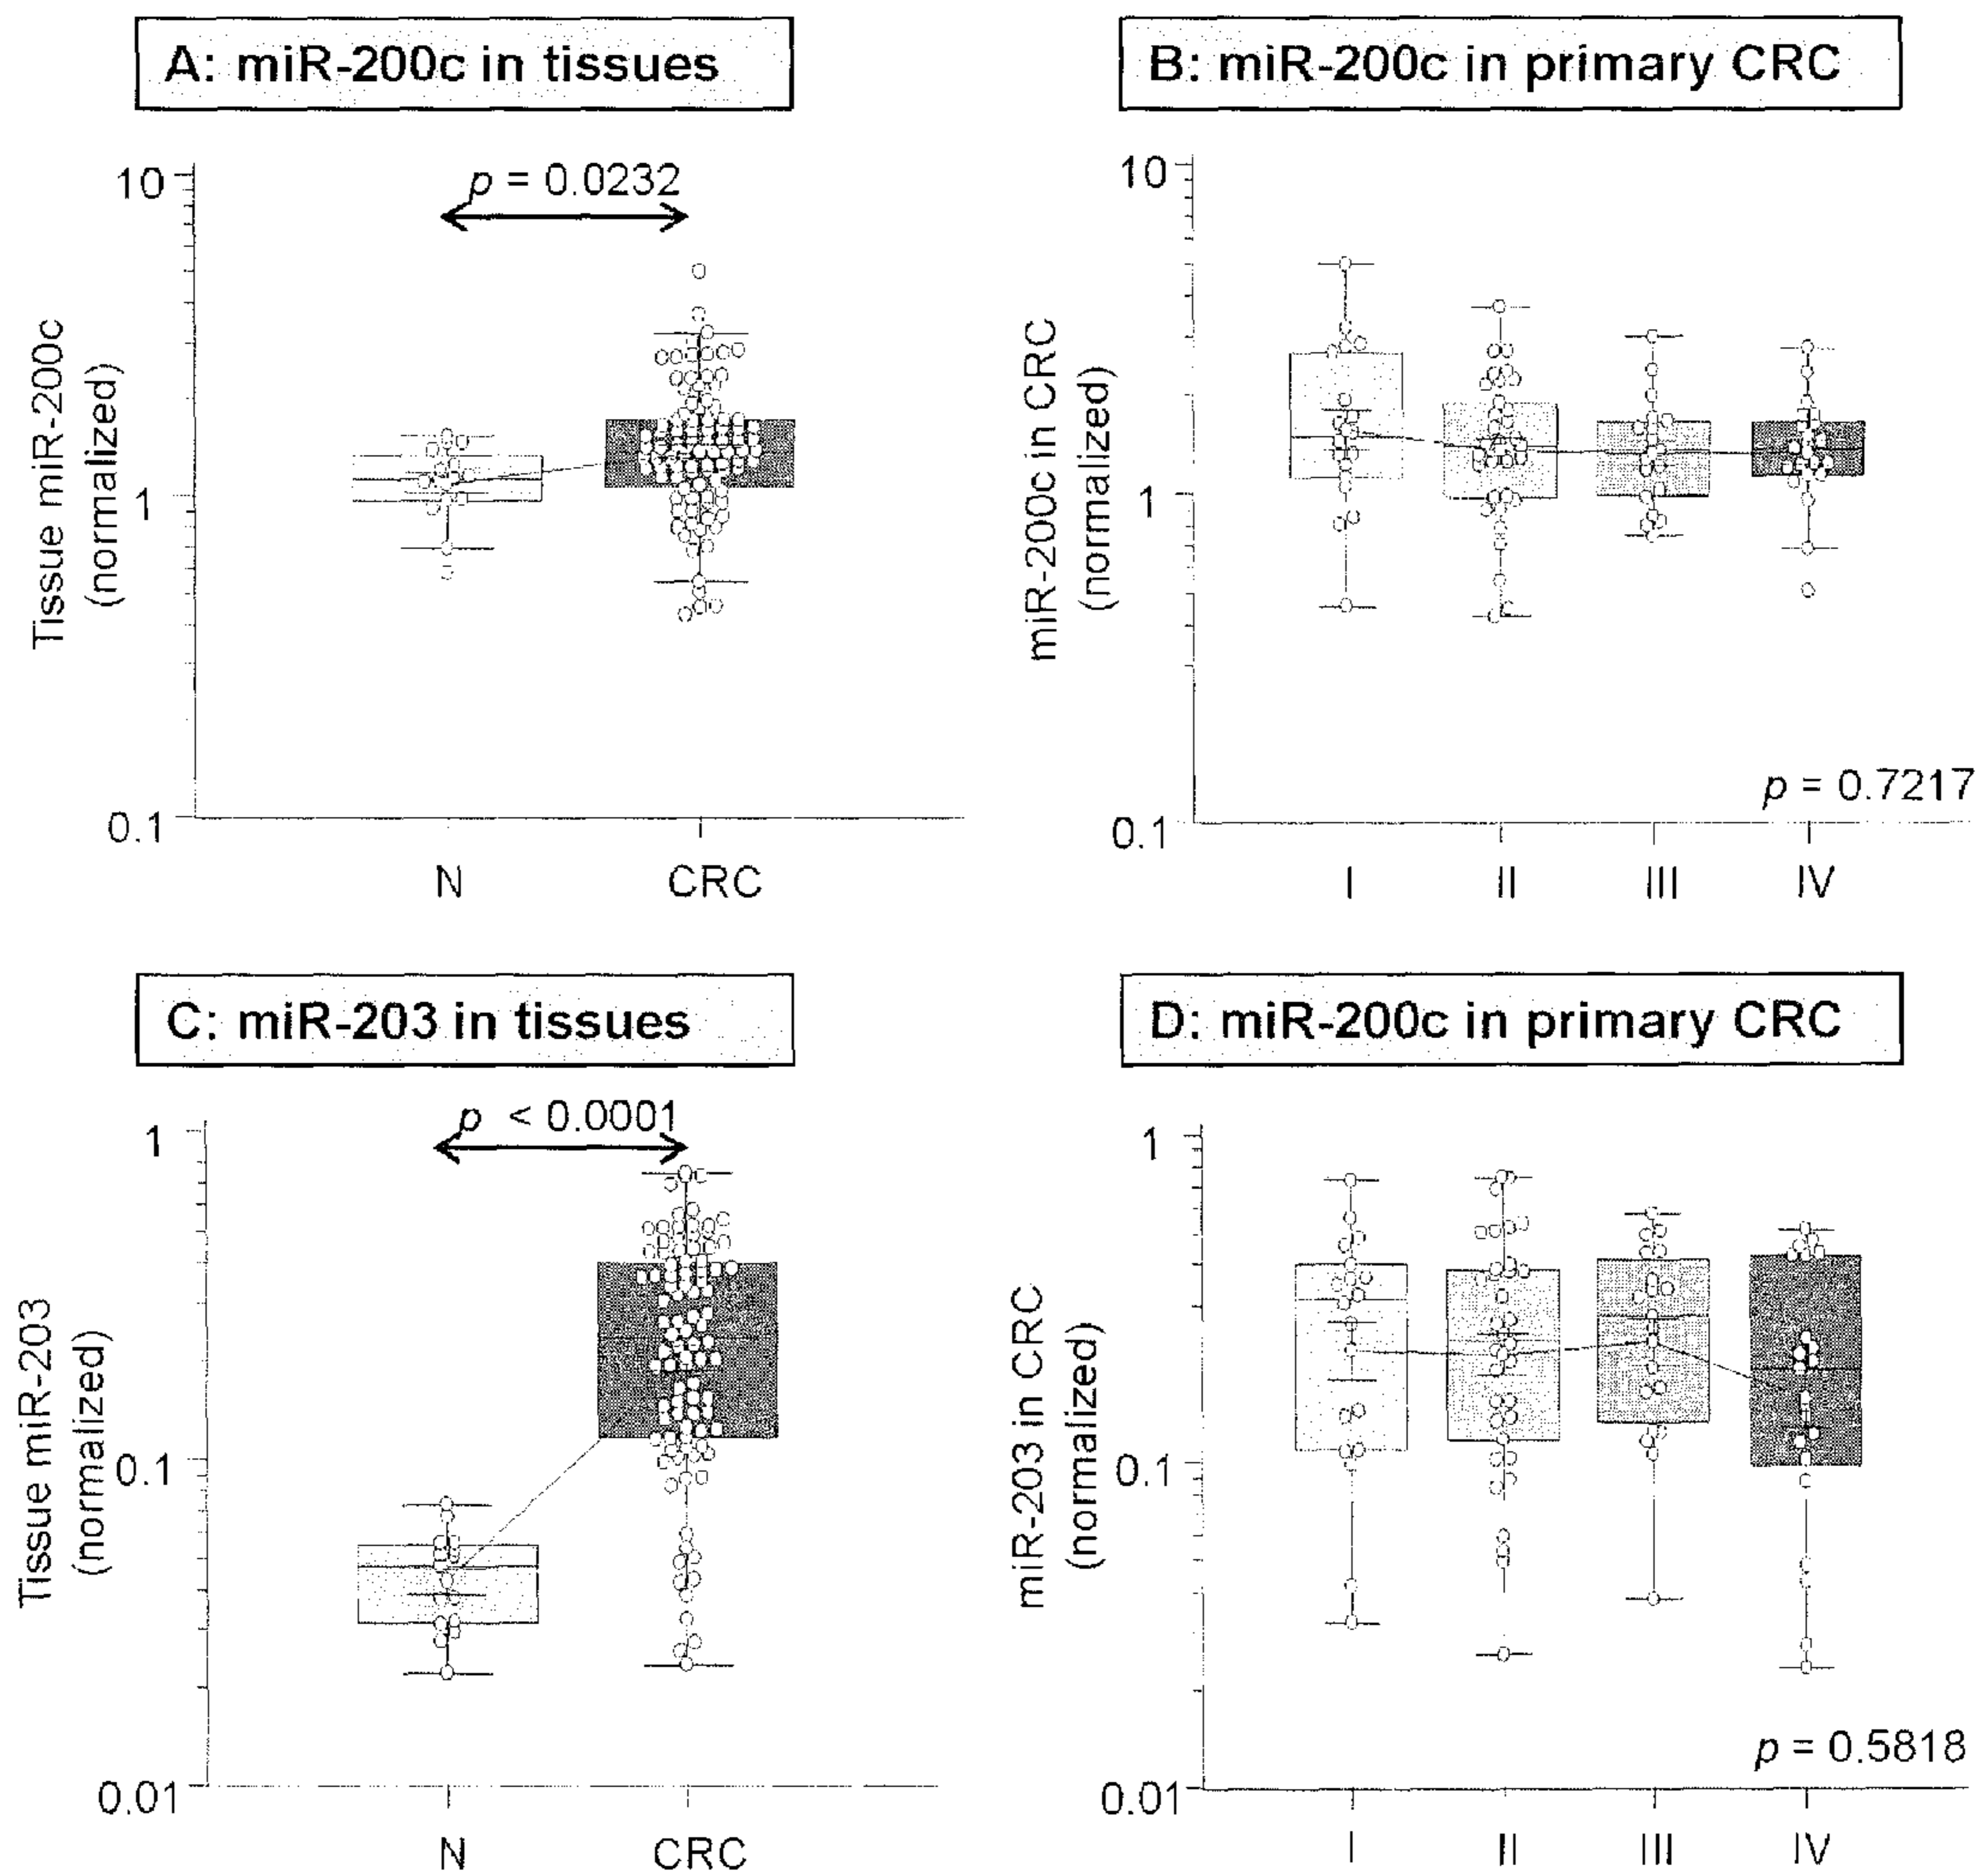 A: miR-200c in tissues
10
1
0.1
Tissue miR-200c
(normalized)
p = 0.0232
N
CRC
B: miR-200c in primary CRC
10
1
0.1
miR-200c in CRC
(normalized)
p = 0.7217
I
II
III
IV
C: miR-203 in tissues
1
0.1
0.01
Tissue miR-203
(normalized)
p < 0.0001
N
CRC
D: miR-200c in primary CRC
1
0.1
0.01
miR-203 in CRC
(normalized)
p = 0.5818
I
II
III
IV